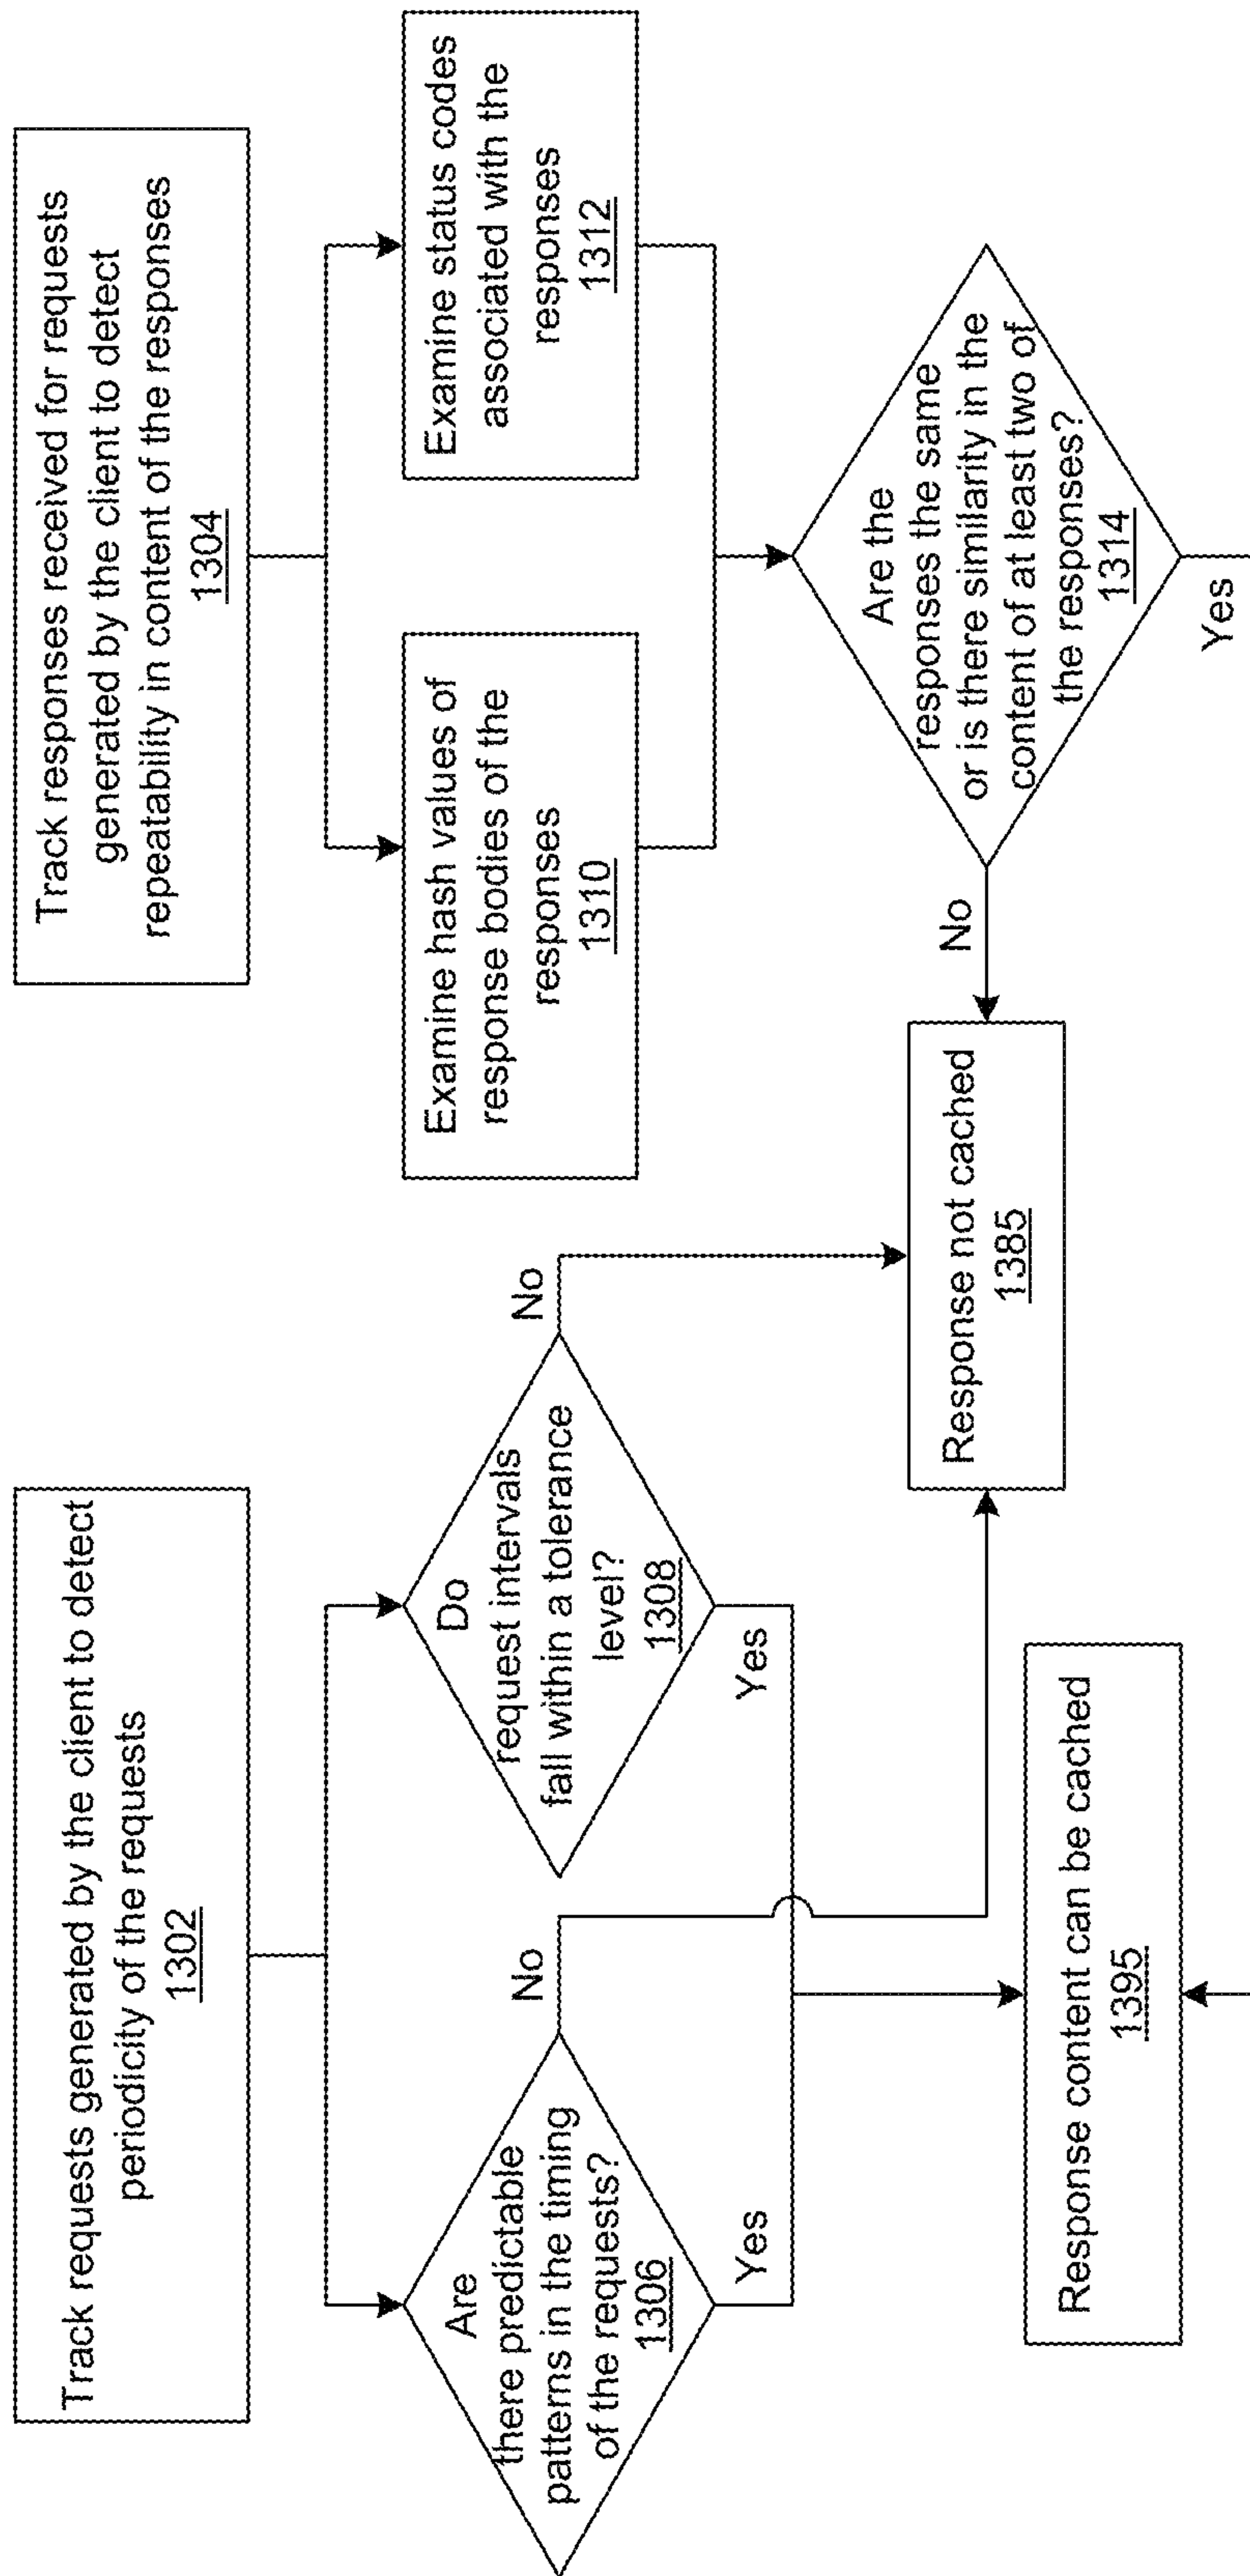 Track requests generated by the client to detect
periodicity of the requests
1302
Are
there predictable
patterns in the timing
of the requests?
1306
No
Yes
Do
request intervals
fall within a tolerance
level?
1308
No
Yes
Response content can be cached
1395
Response not cached
1385
Track responses received for requests
generated by the client to detect
repeatability in content of the responses
1304
Examine hash values of
response bodies of the
responses
1310
Examine status codes
associated with the
responses
1312
Are the
responses the same
or is there similarity in the
content of at least two of
the responses?
1314
No
Yes